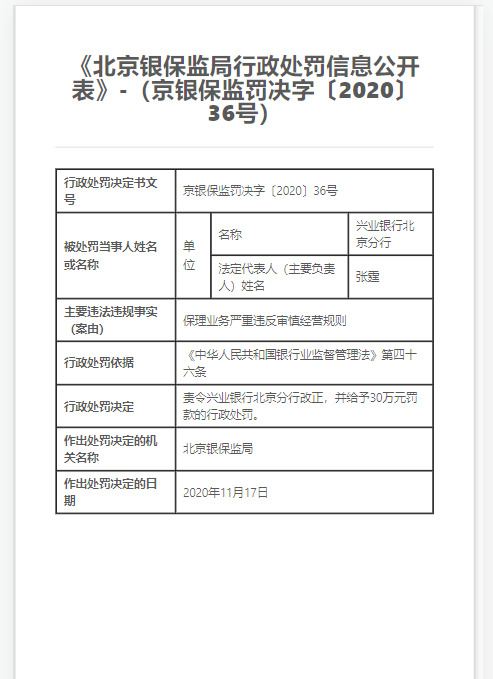 《北京银保监局行政处罚信息公开
表》-（京银保监罚决字〔2020〕
36号）
行政处罚决定书文
号
京银保监罚决字〔2020〕36号
被处罚当事人姓名
或名称
单
位
名称
兴业银行北
京分行
法定代表人（主要负责
人）姓名
张霆
主要违法违规事实
（案由）
保理业务严重违反审慎经营规则
行政处罚依据
《中华人民共和国银行业监督管理法》第四十
六条
行政处罚决定
责令兴业银行北京分行改正，并给予30万元罚
款的行政处罚。
作出处罚决定的机
关名称
北京银保监局
作出处罚决定的日
期
2020年11月17日